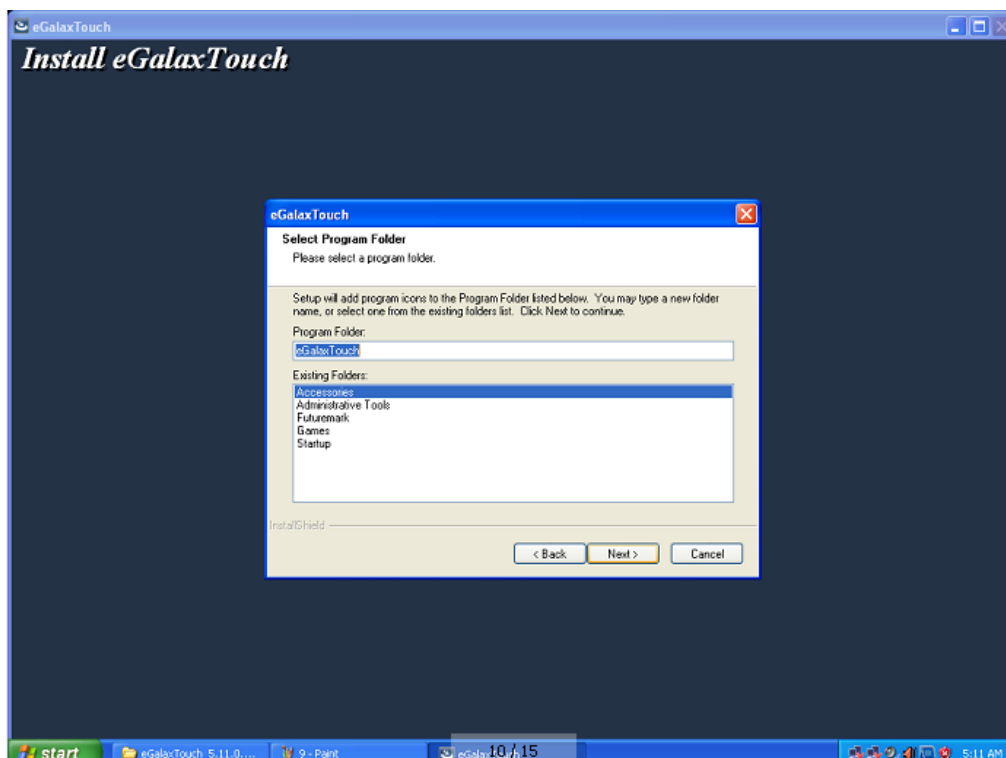 eGalaxTouch
Install eGalaxTouch
eGalaxTouch
Select Program Folder
Please select a program folder.
Setup will add program icons to the Program Folder listed below. You may type a new folder
name, or select one from the existing folders list. Click Next to continue.
Program Folder:
eGalaxTouch
Existing Folders:
Accessories
Administrative Tools
Futuremark
Games
Startup
InstallShield
< Back
Next >
Cancel
start
eGalaxTouch_5.11.0....
9 - Paint
10 / 15
5:11 AM